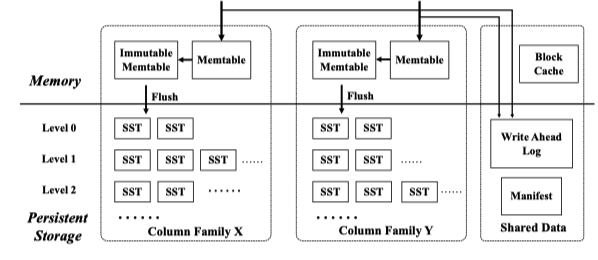 Immutable
Memtable
Memtable
Immutable
Memtable
Memtable
Block
Cache
Memory
Flush
Flush
Level 0
SST SST
SST SST
Write Ahead
Log
Level 1
SST SST SST ......
SST SST ......
Level 2
SST SST ......
SST SST SST ......
Manifest
Persistent
Storage
......
Column Family X
......
Column Family Y
Shared Data